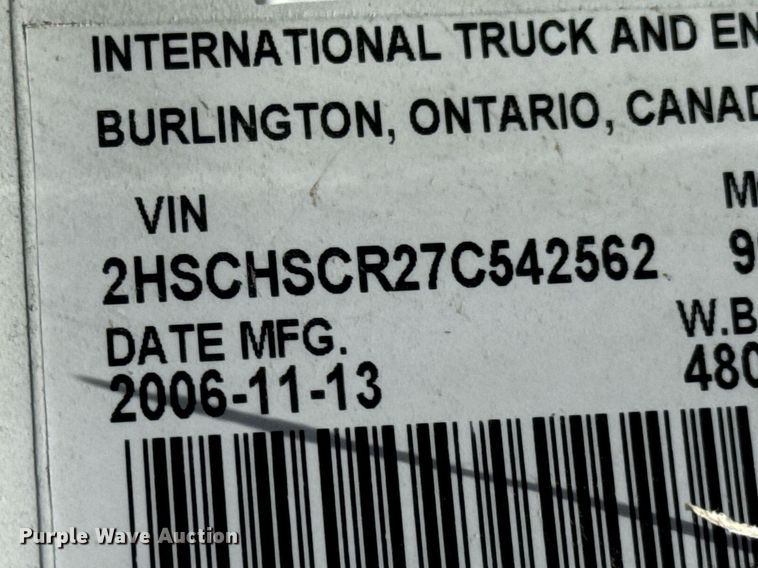 INTERNATIONAL TRUCK AND EN
BURLINGTON, ONTARIO, CANAD
VIN M
2HSCHSCR27C542562 9
DATE MFG. W.B
2006-11-13 480
Purple Wave Auction